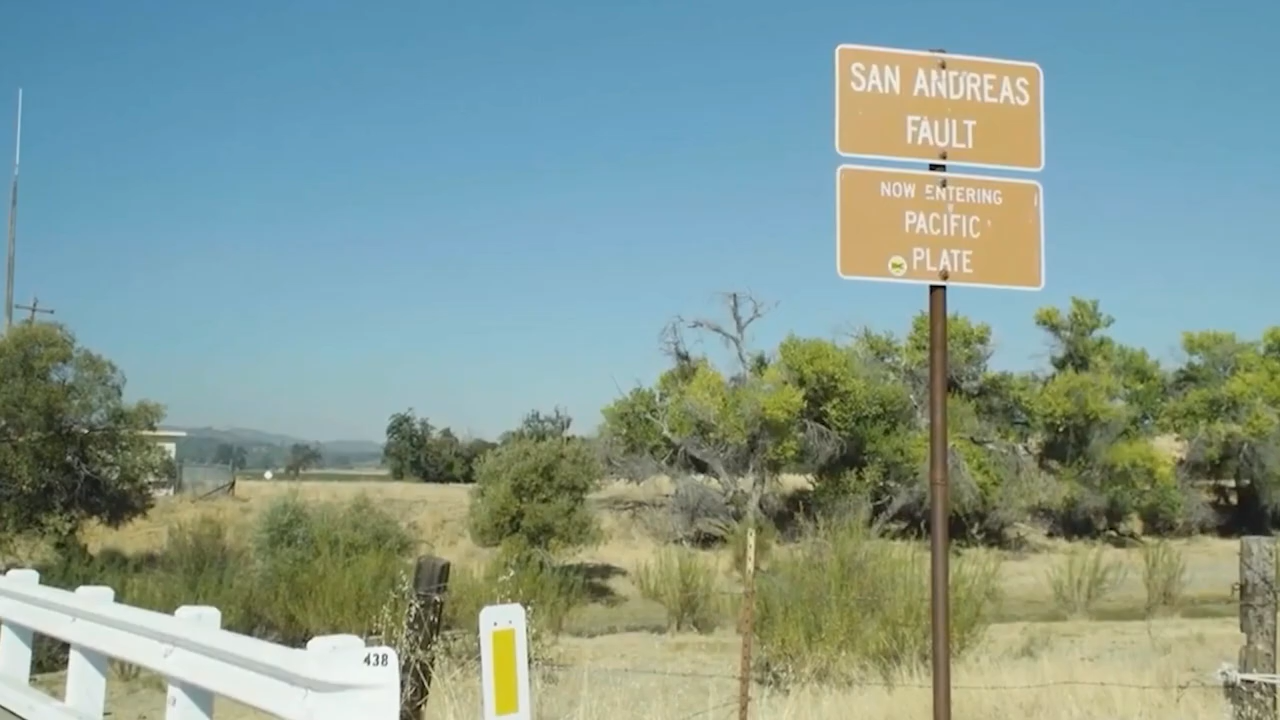 SAN ANDREAS
FAULT
NOW ENTERING
PACIFIC
PLATE
438